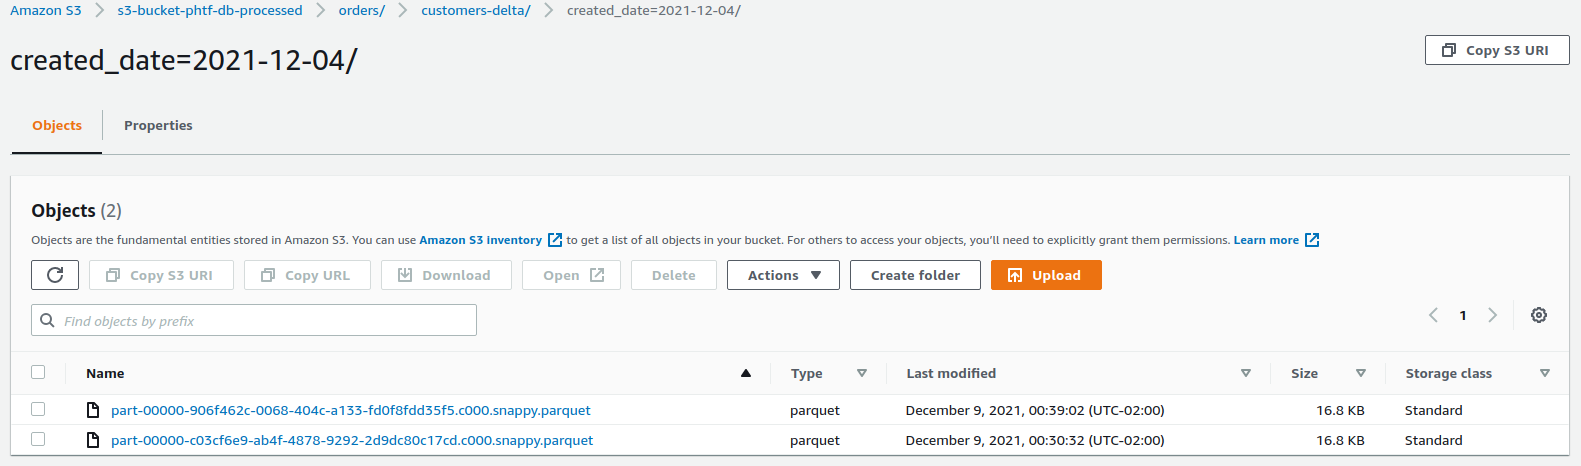 Amazon S3 > s3-bucket-phtf-db-processed > orders/ > customers-delta/ > created_date=2021-12-04/
created_date=2021-12-04/
Copy S3 URI
Objects Properties
Objects (2)
Objects are the fundamental entities stored in Amazon S3. You can use Amazon S3 inventory to get a list of all objects in your bucket. For others to access your objects, you'll need to explicitly grant them permissions. Learn more
Copy S3 URI Copy URL Download Open Delete Actions Create folder Upload
Find objects by prefix
1
Name Type Last modified Size Storage class
part-00000-906f462c-0068-404c-a133-fd0f8fdd35f5.c000.snappy.parquet parquet December 9, 2021, 00:39:02 (UTC-02:00) 16.8 KB Standard
part-00000-c03cf6e9-ab4f-4878-9292-2d9dc80c17cd.c000.snappy.parquet parquet December 9, 2021, 00:30:32 (UTC-02:00) 16.8 KB Standard